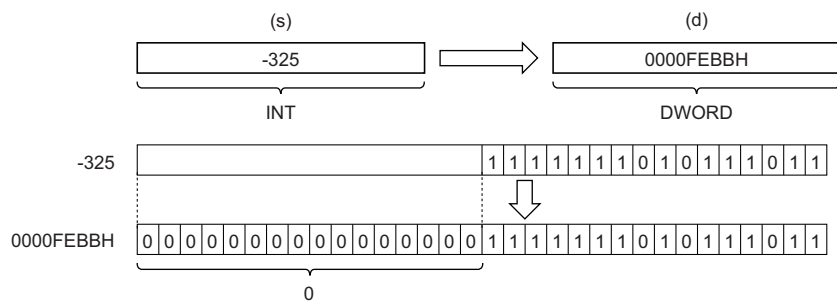 (s) (d)
-325 0000FEBBH
INT DWORD
-325 1 1 1 1 1 1 1 0 1 0 1 1 1 0 1 1
0000FEBBH 0 0 0 0 0 0 0 0 0 0 0 0 0 0 0 0 1 1 1 1 1 1 1 0 1 0 1 1 1 0 1 1
0